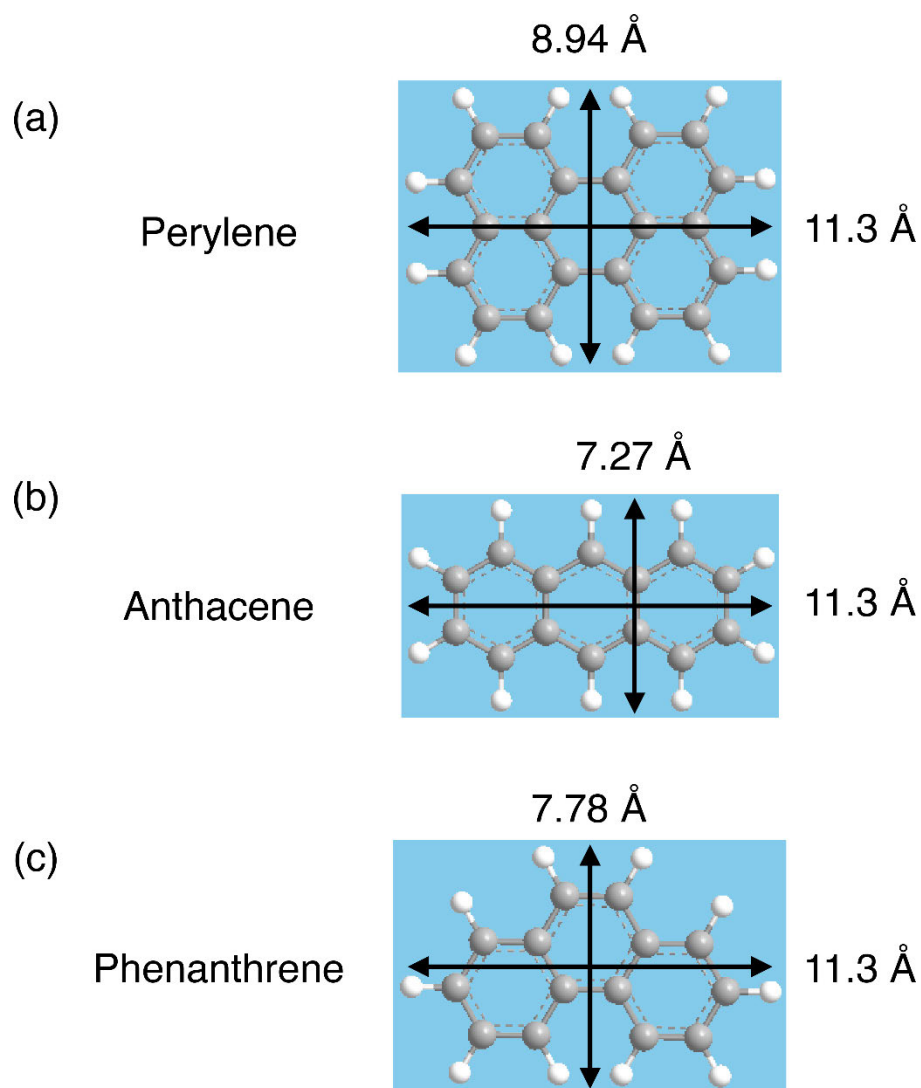 8.94 Å
(a)
Perylene
11.3 Å
7.27 Å
(b)
Anthacene
11.3 Å
7.78 Å
(c)
Phenanthrene
11.3 Å